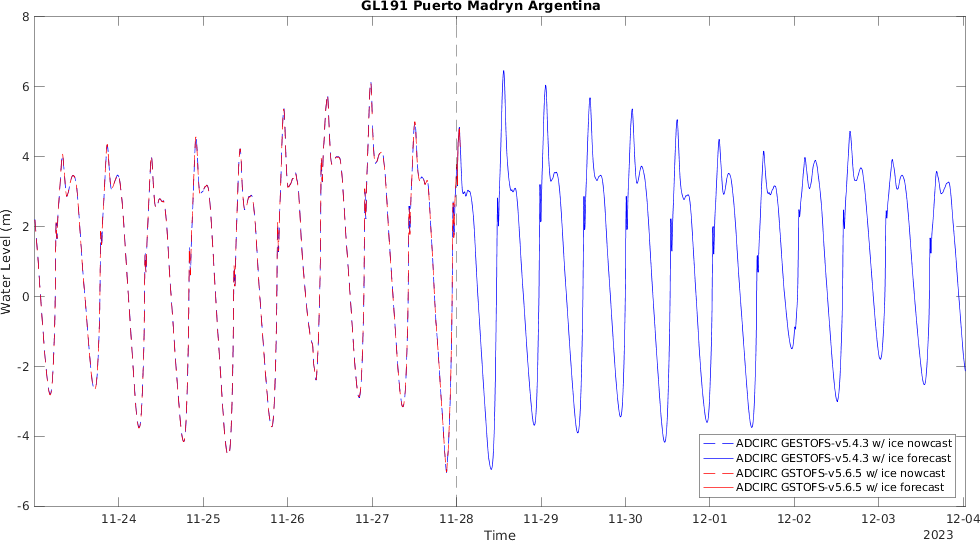 GL191 Puerto Madryn Argentina
Water Level (m)
8
6
4
2
0
-2
-4
-6
11-24
11-25
11-26
11-27
11-28
11-29
11-30
12-01
12-02
12-03
12-04
Time
2023
ADCIRC GESTOFS-v5.4.3 w/ ice nowcast
ADCIRC GESTOFS-v5.4.3 w/ ice forecast
ADCIRC GSTOFS-v5.6.5 w/ ice nowcast
ADCIRC GSTOFS-v5.6.5 w/ ice forecast